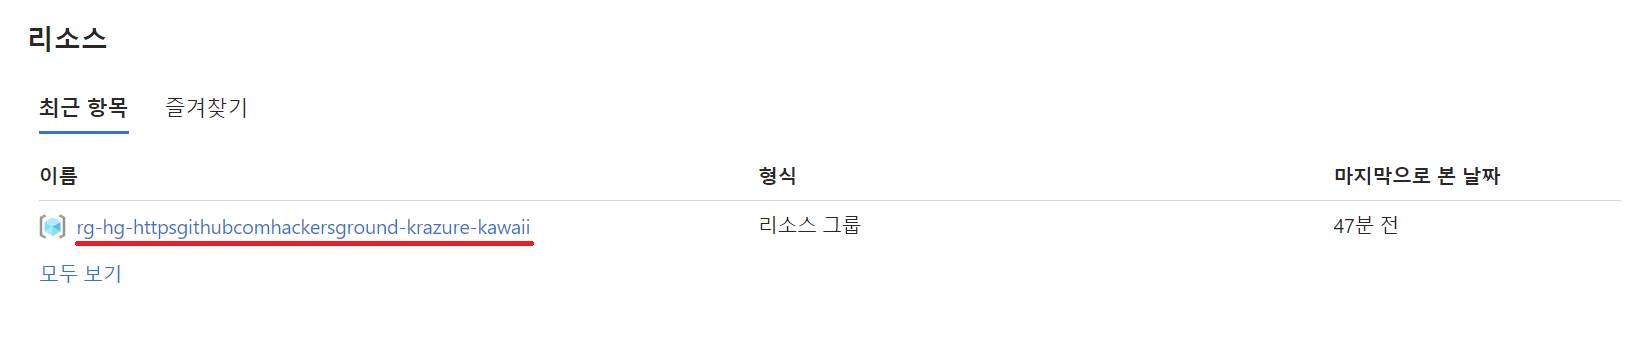 리소스
최근 항목 즐겨찾기
이름 형식 마지막으로 본 날짜
rg-hg-httpsgithubcomhackersground-krazure-kawaii 리소스 그룹 47분 전
모두 보기